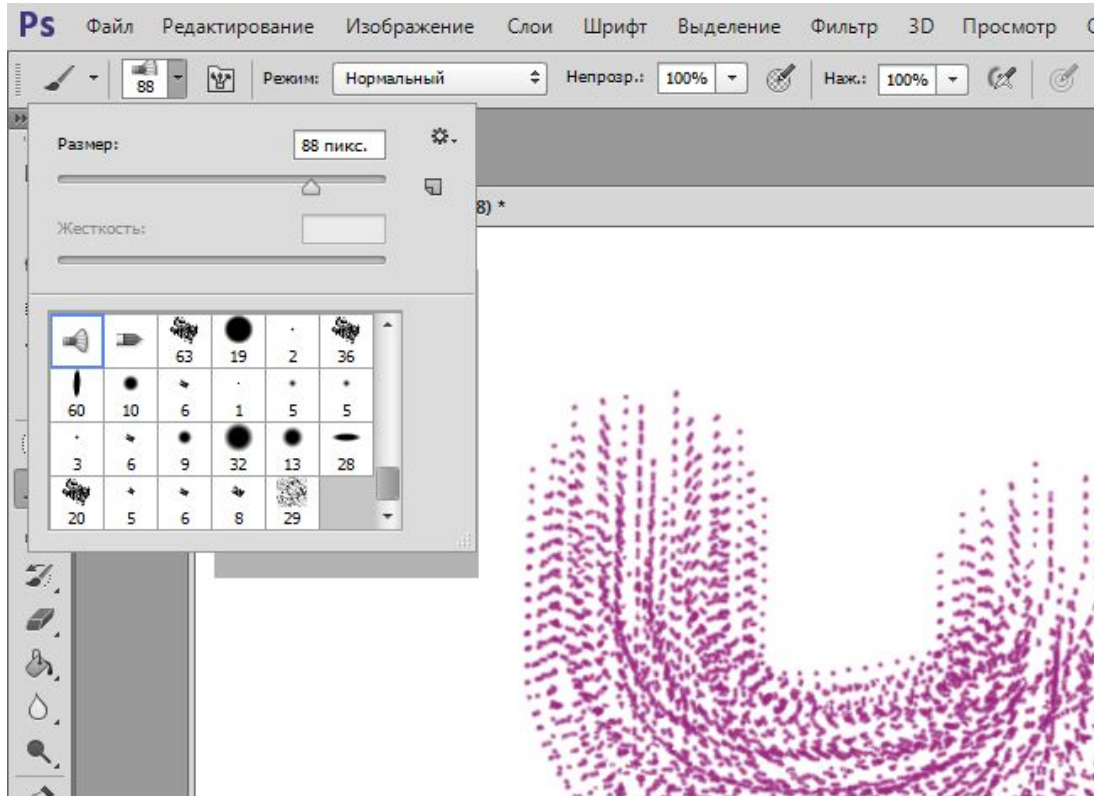 Ps Файл Редактирование Изображение Слои Шрифт Выделение Фильтр 3D Просмотр
88 Режим: Нормальный Непрозр.: 100% Наж.: 100%
Размер: 88 пикс.
8) *
Жесткость:
63 19 2 36
60 10 6 1 5 5
3 6 9 32 13 28
20 5 6 8 29